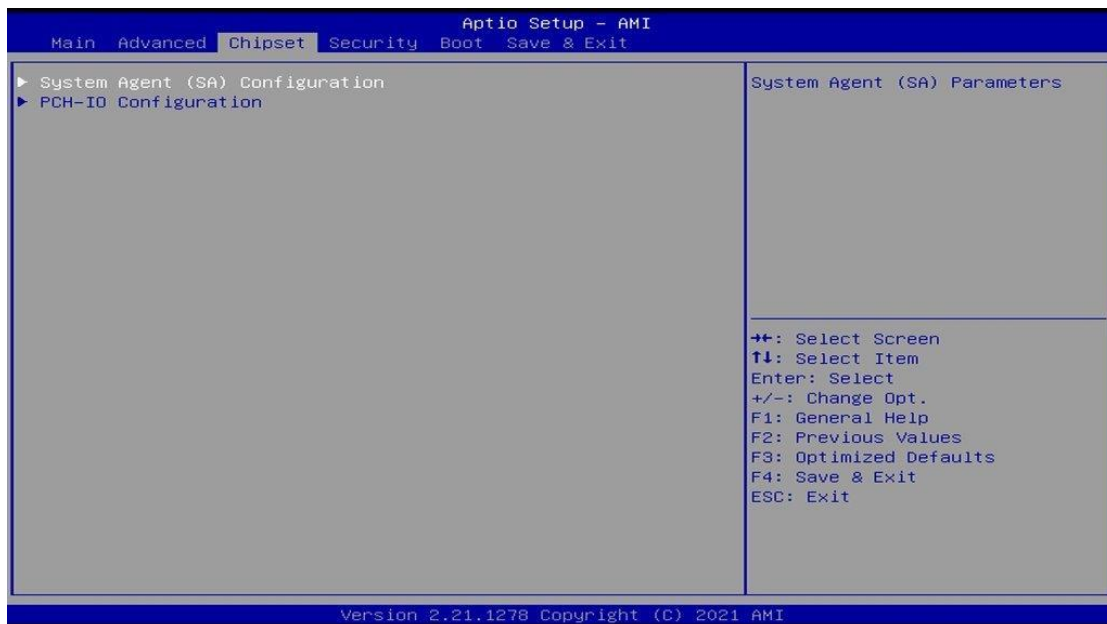 Aptio Setup - AMI
Main Advanced Chipset Security Boot Save & Exit
▶ System Agent (SA) Configuration
▶ PCH-IO Configuration
System Agent (SA) Parameters
→←: Select Screen
↑↓: Select Item
Enter: Select
+/-: Change Opt.
F1: General Help
F2: Previous Values
F3: Optimized Defaults
F4: Save & Exit
ESC: Exit
Version 2.21.1278 Copyright (C) 2021 AMI